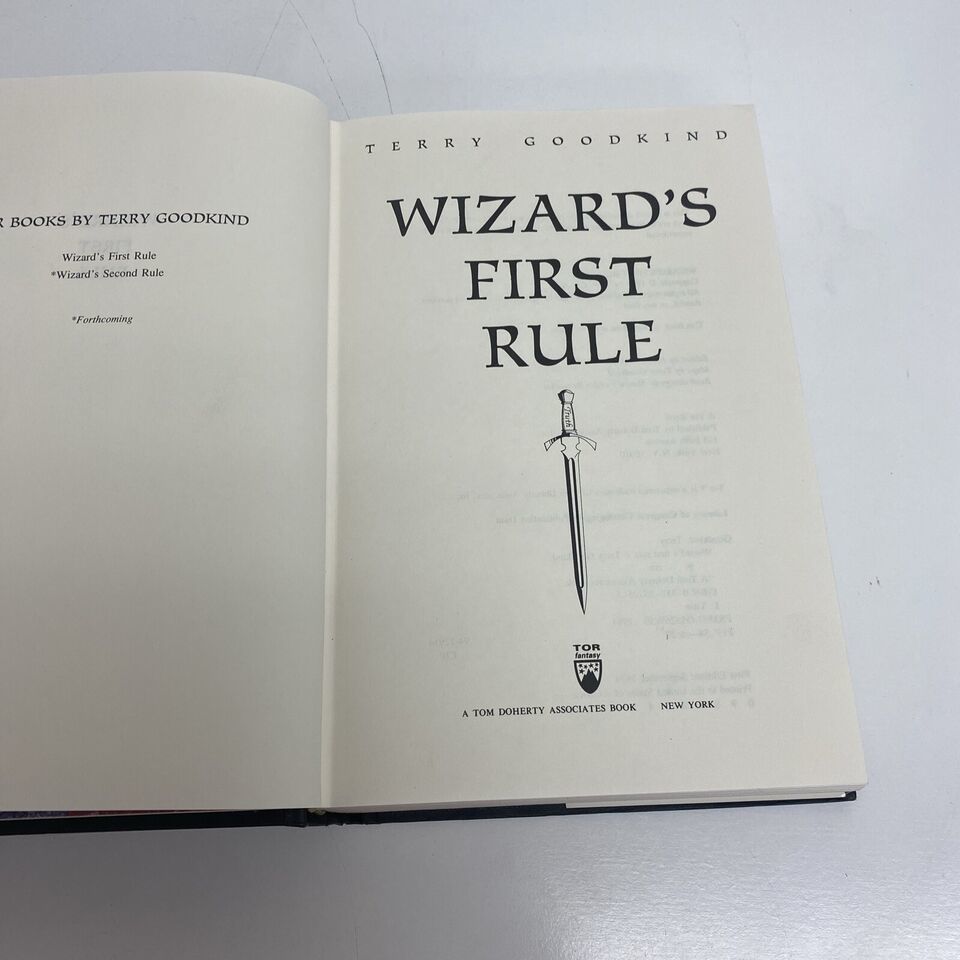 R BOOKS BY TERRY GOODKIND
Wizard's First Rule
*Wizard's Second Rule
*Forthcoming
TERRY GOODKIND
WIZARD'S
FIRST
RULE
Truth
TOR
fantasy
A TOM DOHERTY ASSOCIATES BOOK NEW YORK